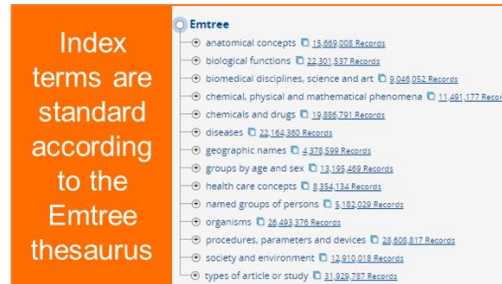 Index
terms are
standard
according
to the
Emtree
thesaurus
Emtree
anatomical concepts 15,669,008 Records
biological functions 22,301,537 Records
biomedical disciplines, science and art 9,046,052 Records
chemical, physical and mathematical phenomena 11,491,177 Recor
chemicals and drugs 19,886,791 Records
diseases 22,164,360 Records
geographic names 4,378,599 Records
groups by age and sex 13,195,469 Records
health care concepts 8,354,134 Records
named groups of persons 5,182,029 Records
organisms 26,493,376 Records
procedures, parameters and devices 28,608,817 Records
society and environment 12,910,018 Records
types of article or study 31,929,787 Records